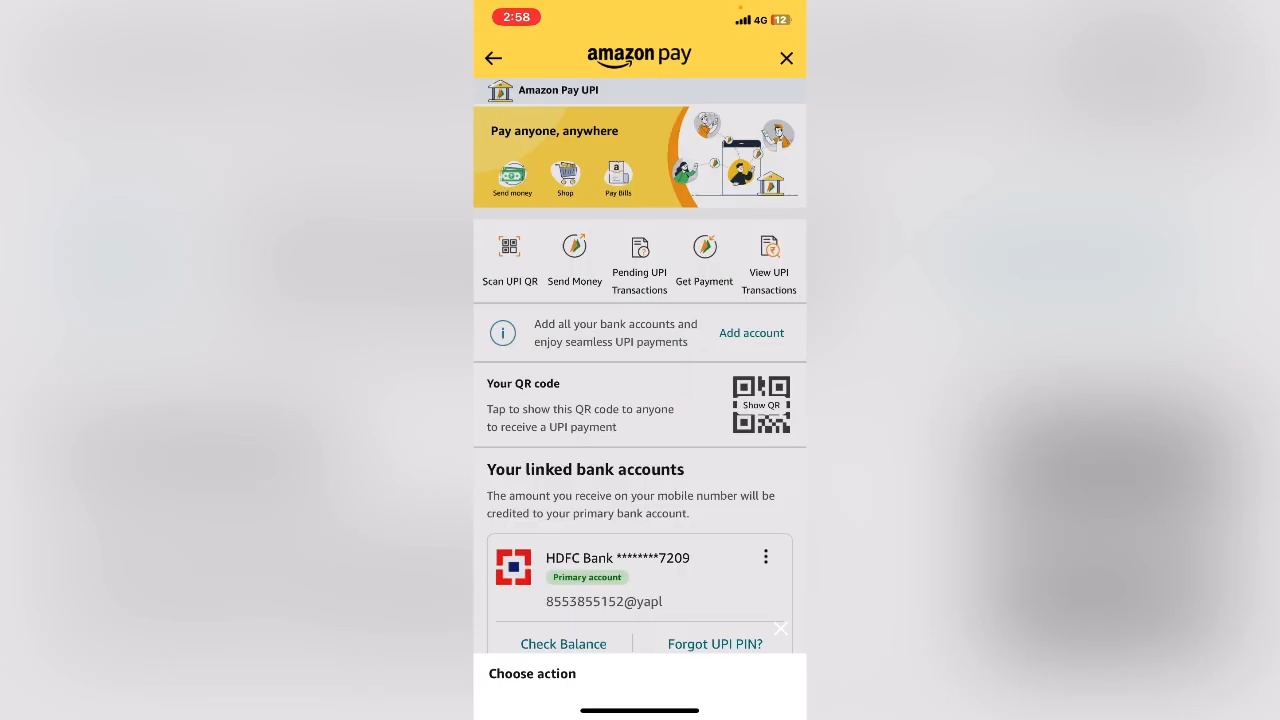 2:58
4G 12
amazon pay
Amazon Pay UPI
Pay anyone, anywhere
a
Send money Shop Pay Bills
Scan UPI QR
Send Money
Pending UPI
Transactions
Get Payment
View UPI
Transactions
Add all your bank accounts and
enjoy seamless UPI payments
Add account
Your QR code
Tap to show this QR code to anyone
to receive a UPI payment
Show QR
Your linked bank accounts
The amount you receive on your mobile number will be
credited to your primary bank account.
HDFC Bank ********7209
Primary account
8553855152@yapl
Check Balance
Forgot UPI PIN?
Choose action